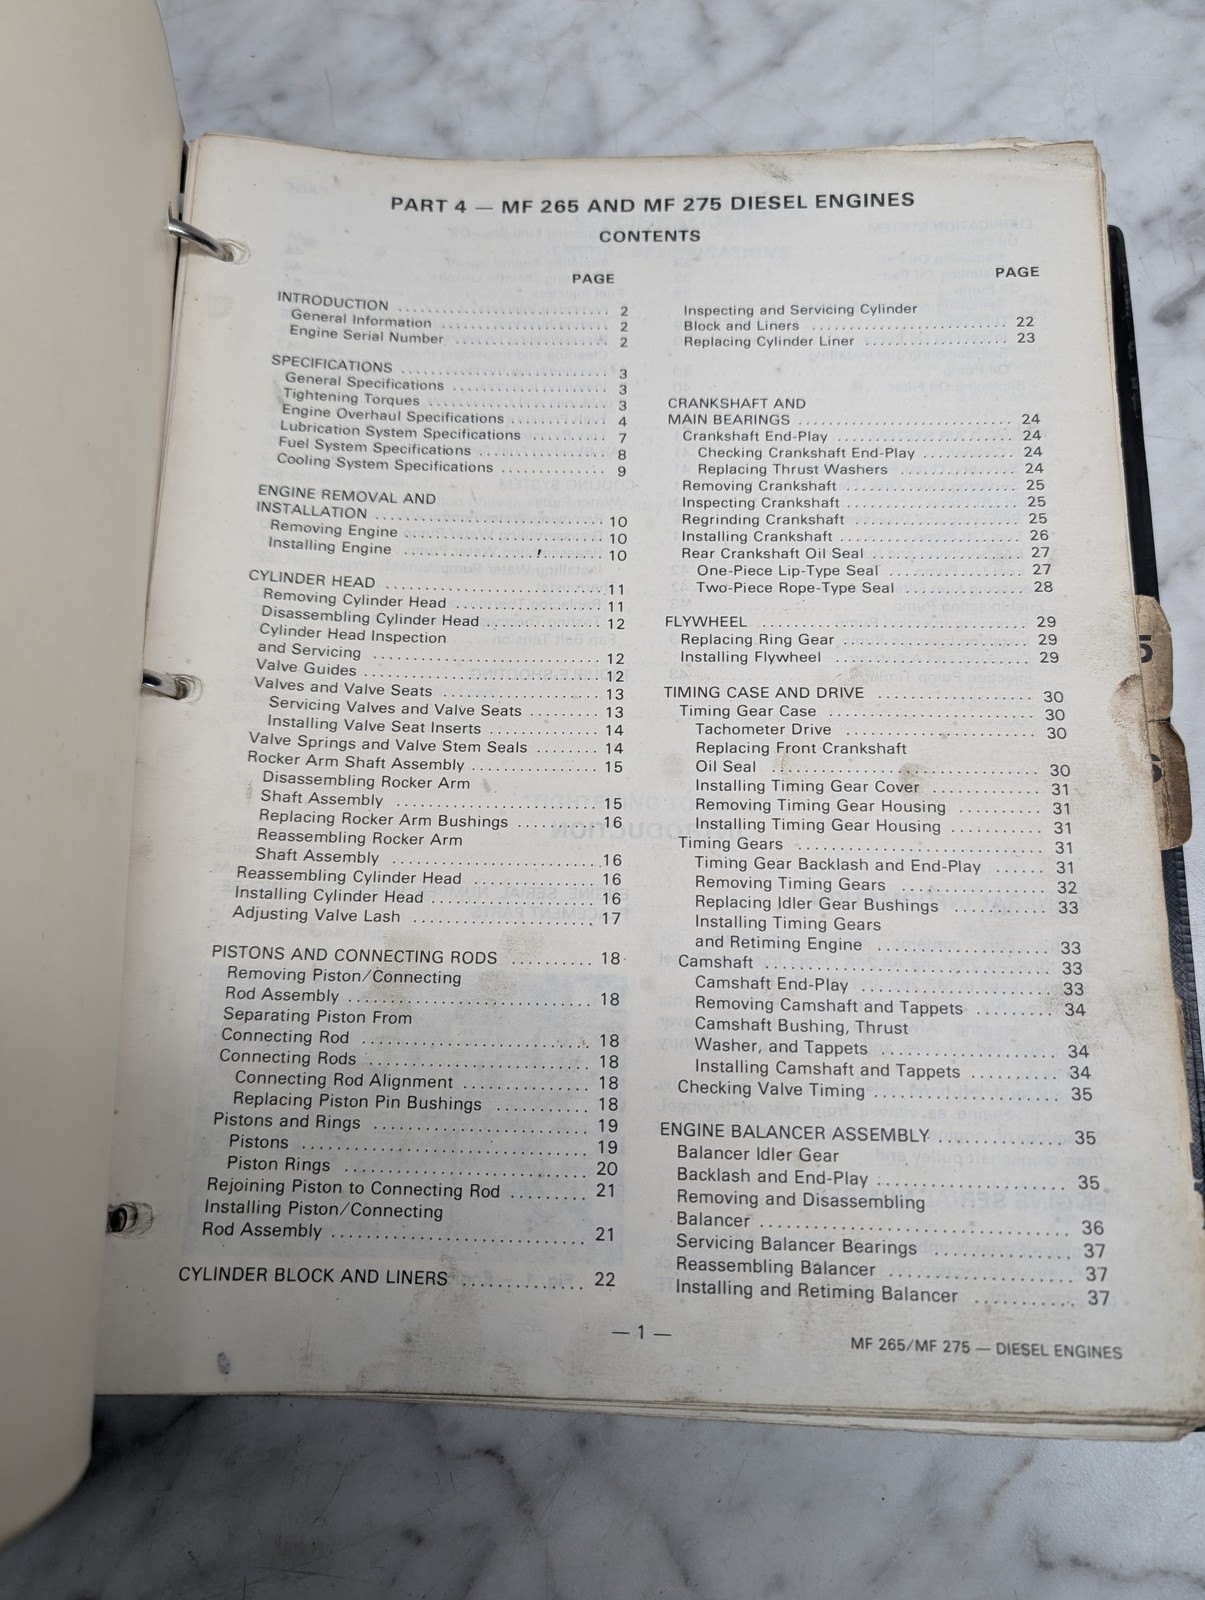 PART 4 — MF 265 AND MF 275 DIESEL ENGINES
CONTENTS
PAGE
INTRODUCTION ................................ 2
General Information ......................... 2
Engine Serial Number ....................... 2
SPECIFICATIONS .............................. 3
General Specifications ....................... 3
Tightening Torques .......................... 3
Engine Overhaul Specifications .............. 4
Lubrication System Specifications .......... 7
Fuel System Specifications ................. 8
Cooling System Specifications .............. 9
ENGINE REMOVAL AND
INSTALLATION ............................... 10
Removing Engine ........................... 10
Installing Engine ........................... 10
CYLINDER HEAD .............................. 11
Removing Cylinder Head .................... 11
Disassembling Cylinder Head ............... 12
Cylinder Head Inspection
and Servicing .............................. 12
Valve Guides ................................ 12
Valves and Valve Seats ..................... 13
Servicing Valves and Valve Seats ......... 13
Installing Valve Seat Inserts .............. 14
Valve Springs and Valve Stem Seals ........ 14
Rocker Arm Shaft Assembly ................ 15
Disassembling Rocker Arm
Shaft Assembly ........................... 15
Replacing Rocker Arm Bushings ........... 16
Reassembling Rocker Arm
Shaft Assembly ........................... 16
Reassembling Cylinder Head ............... 16
Installing Cylinder Head .................... 16
Adjusting Valve Lash ....................... 17
PISTONS AND CONNECTING RODS .......... 18
Removing Piston/Connecting
Rod Assembly .............................. 18
Separating Piston From
Connecting Rod ............................ 18
Connecting Rods ........................... 18
Connecting Rod Alignment ............... 18
Replacing Piston Pin Bushings ........... 18
Pistons and Rings .......................... 19
Pistons ................................... 19
Piston Rings .............................. 20
Rejoining Piston to Connecting Rod ........ 21
Installing Piston/Connecting
Rod Assembly .............................. 21
CYLINDER BLOCK AND LINERS ............. 22
PAGE
Inspecting and Servicing Cylinder
Block and Liners ........................... 22
Replacing Cylinder Liner .................... 23
CRANKSHAFT AND
MAIN BEARINGS ............................. 24
Crankshaft End-Play ........................ 24
Checking Crankshaft End-Play ............ 24
Replacing Thrust Washers ................ 24
Removing Crankshaft ....................... 25
Inspecting Crankshaft ....................... 25
Regrinding Crankshaft ...................... 25
Installing Crankshaft ........................ 26
Rear Crankshaft Oil Seal .................... 27
One-Piece Lip-Type Seal ................. 27
Two-Piece Rope-Type Seal ............... 28
FLYWHEEL ................................... 29
Replacing Ring Gear ........................ 29
Installing Flywheel .......................... 29
TIMING CASE AND DRIVE .................... 30
Timing Gear Case .......................... 30
Tachometer Drive ........................ 30
Replacing Front Crankshaft
Oil Seal .................................. 30
Installing Timing Gear Cover ............. 31
Removing Timing Gear Housing .......... 31
Installing Timing Gear Housing ........... 31
Timing Gears ............................... 31
Timing Gear Backlash and End-Play ...... 31
Removing Timing Gears ................. 32
Replacing Idler Gear Bushings ............ 33
Installing Timing Gears
and Retiming Engine ..................... 33
Camshaft ................................... 33
Camshaft End-Play ....................... 33
Removing Camshaft and Tappets ......... 34
Camshaft Bushing, Thrust
Washer, and Tappets .................... 34
Installing Camshaft and Tappets .......... 34
Checking Valve Timing ..................... 35
ENGINE BALANCER ASSEMBLY ............. 35
Balancer Idler Gear
Backlash and End-Play ..................... 35
Removing and Disassembling
Balancer .................................... 36
Servicing Balancer Bearings ................ 37
Reassembling Balancer ..................... 37
Installing and Retiming Balancer ........... 37
— 1 —
MF 265/MF 275 — DIESEL ENGINES
5
6